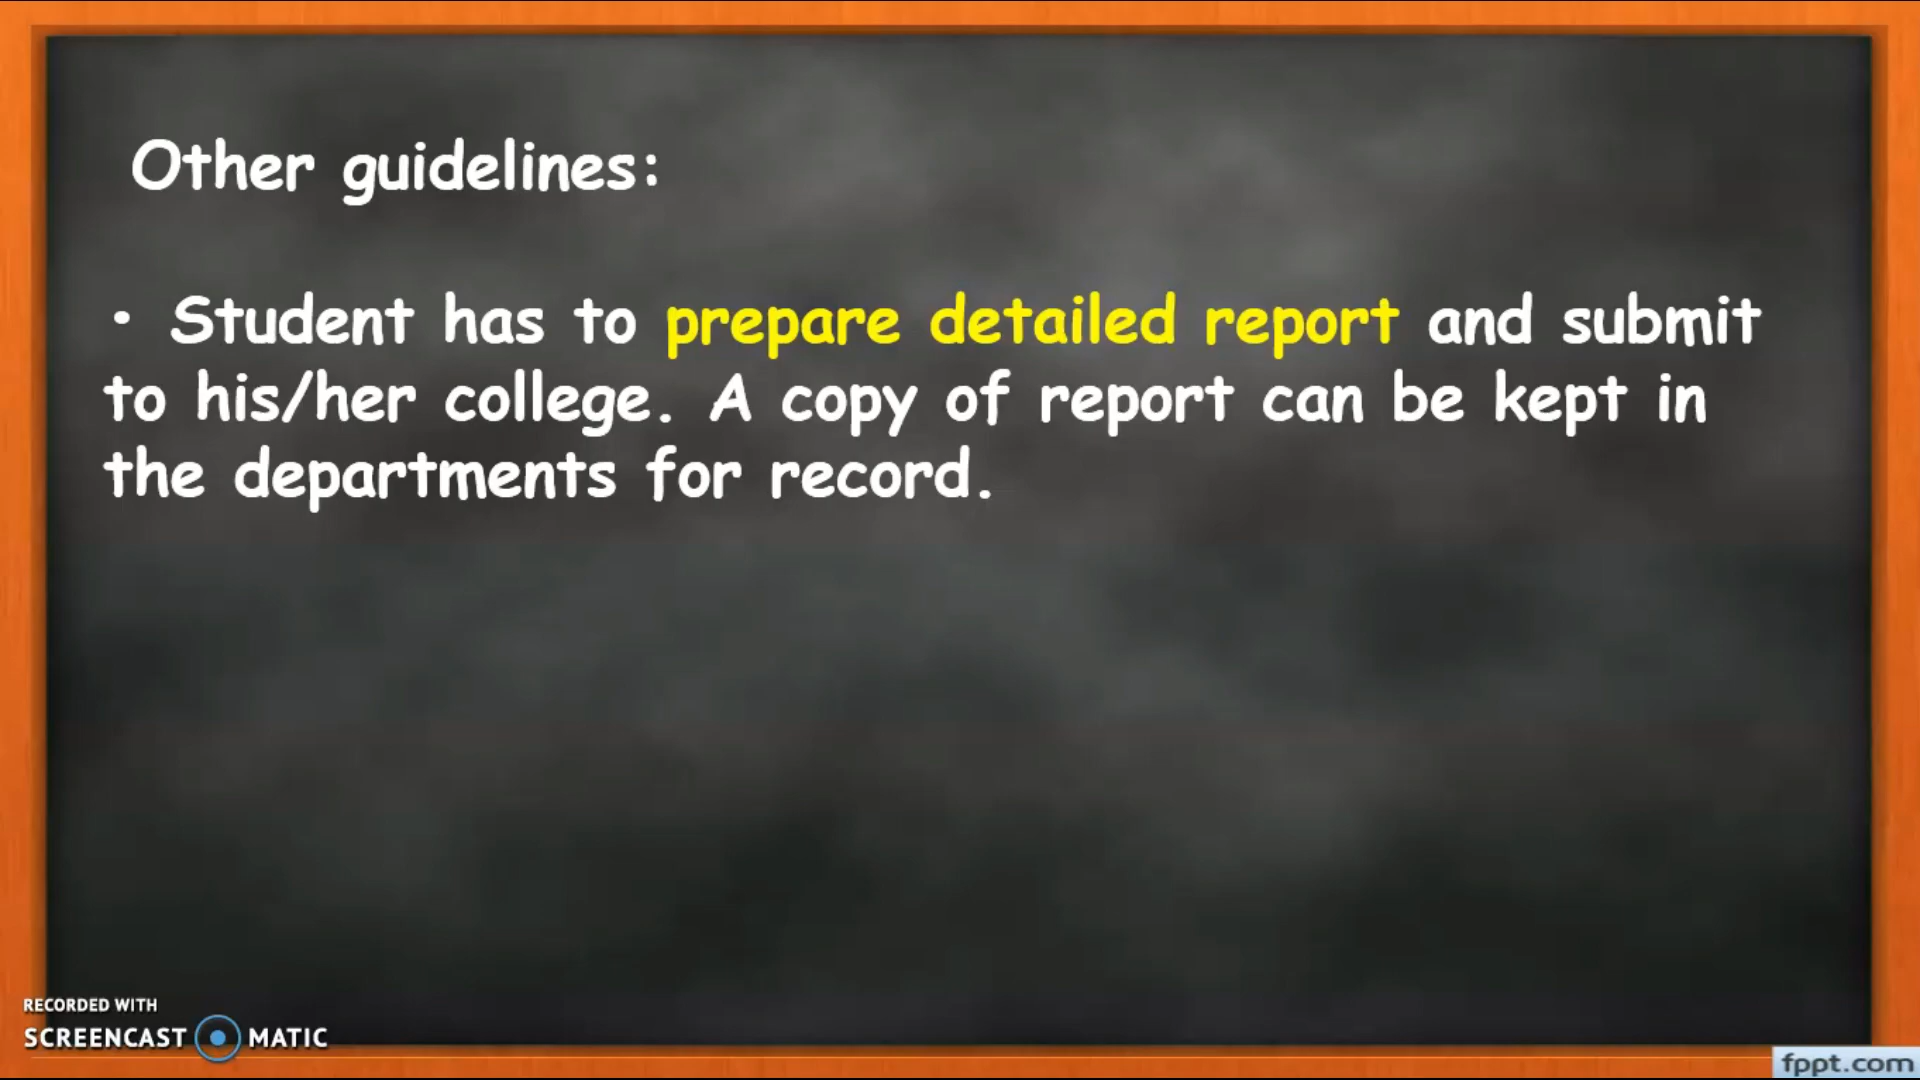 Other guidelines:
• Student has to prepare detailed report and submit
to his/her college. A copy of report can be kept in
the departments for record.
RECORDED WITH
SCREENCAST MATIC
fppt.com